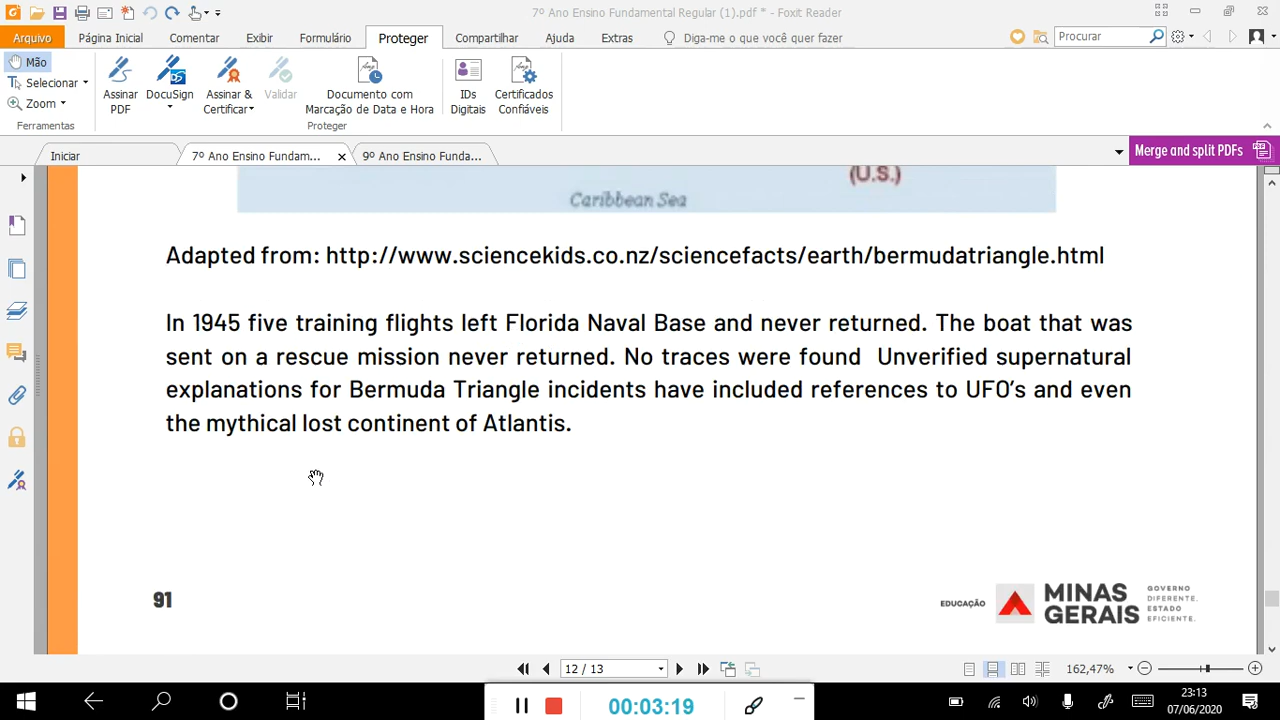 7º Ano Ensino Fundamental Regular (1).pdf * - Foxit Reader
Arquivo Página Inicial Comentar Exibir Formulário Proteger Compartilhar Ajuda Extras Diga-me o que você quer fazer Procurar
Mão
Selecionar
Zoom
Ferramentas
Assinar PDF
DocuSign
Assinar & Certificar
Validar
Documento com Marcação de Data e Hora
IDs Digitais
Certificados Confiáveis
Proteger
Iniciar 7º Ano Ensino Fundam... 9º Ano Ensino Funda... Merge and split PDFs
(U.S.)
Caribbean Sea
Adapted from: http://www.sciencekids.co.nz/sciencefacts/earth/bermudatriangle.html
In 1945 five training flights left Florida Naval Base and never returned. The boat that was
sent on a rescue mission never returned. No traces were found Unverified supernatural
explanations for Bermuda Triangle incidents have included references to UFO's and even
the mythical lost continent of Atlantis.
91
EDUCAÇÃO
MINAS GERAIS
GOVERNO
DIFERENTE.
ESTADO
EFICIENTE.
12 / 13
162,47%
00:03:19
23:13
07/06/2020